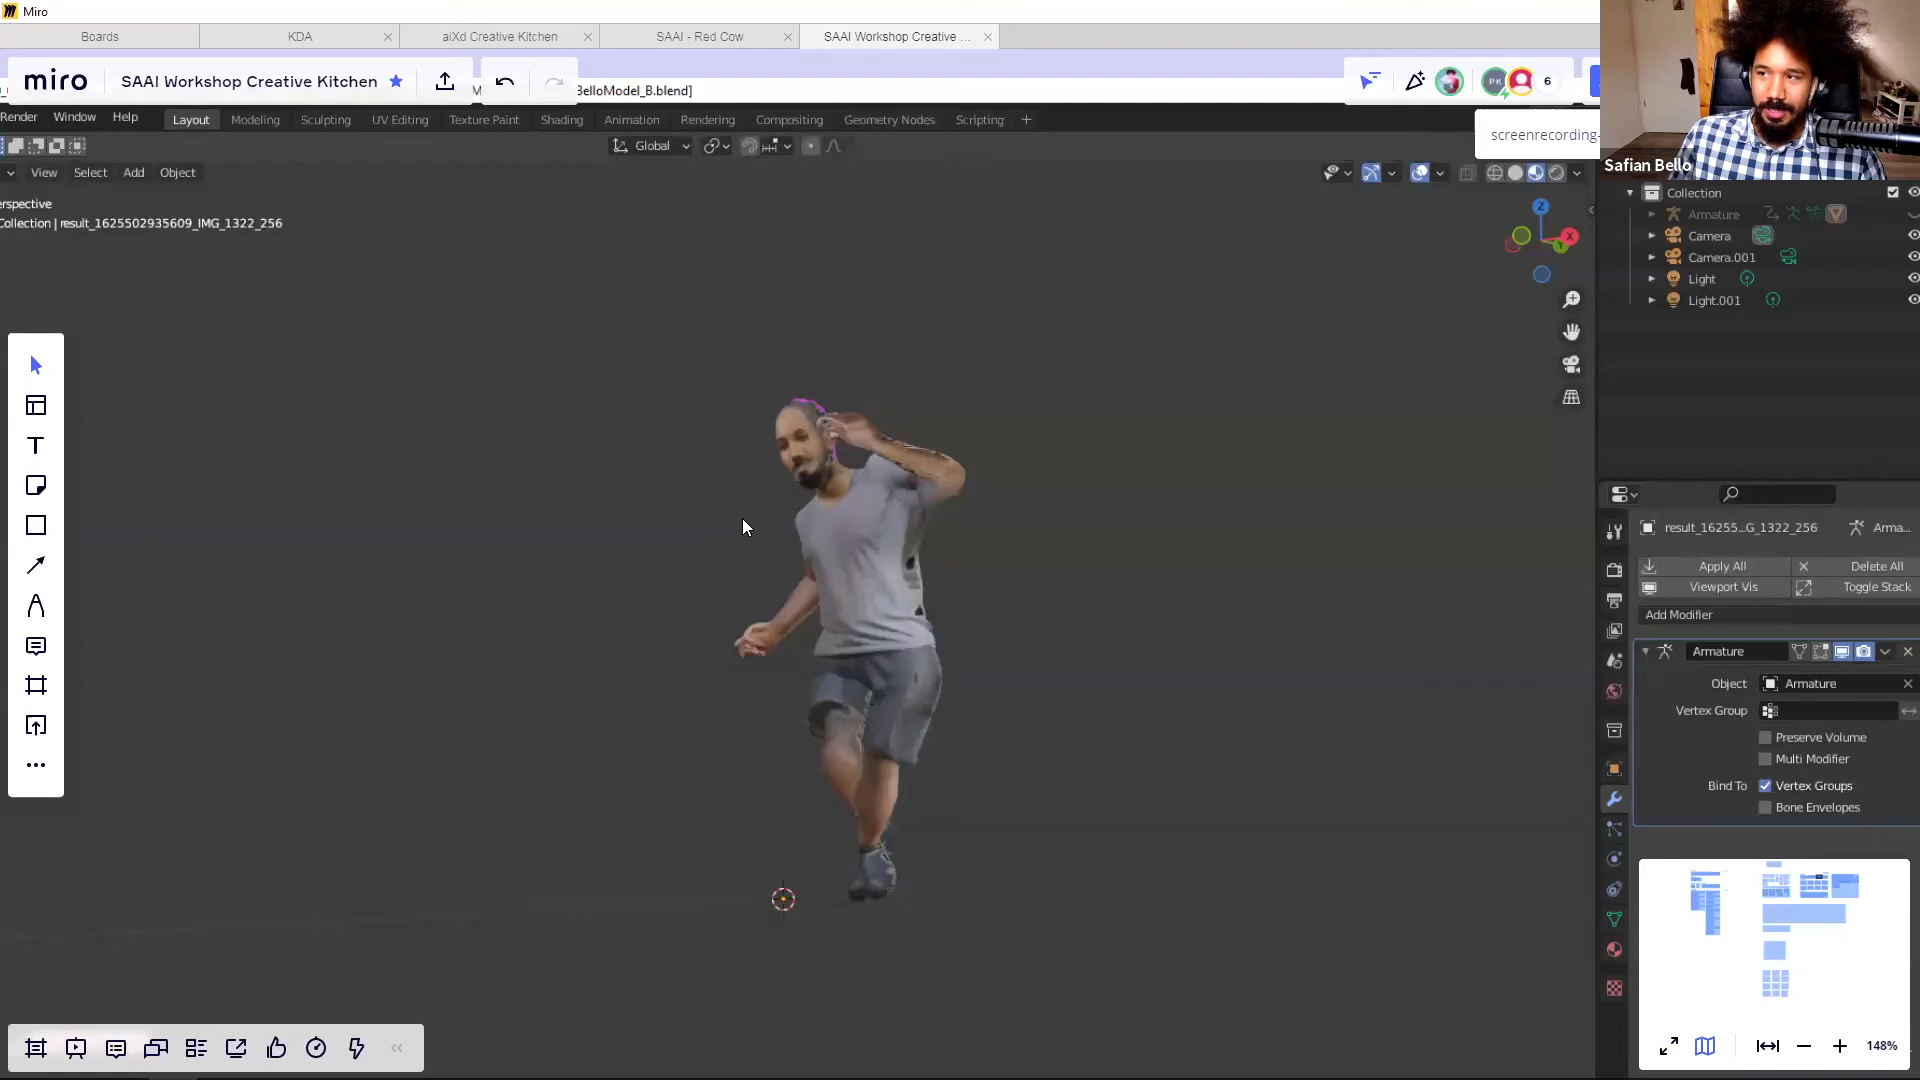 Miro
Boards
KDA
aiXd Creative Kitchen
SAAI - Red Cow
SAAI Workshop Creative ...
miro
SAAI Workshop Creative Kitchen
6
BelloModel_B.blend]
Render Window Help
Layout Modeling Sculpting UV Editing Texture Paint Shading Animation Rendering Compositing Geometry Nodes Scripting
screenrecording-
Safian Bello
Global
View Select Add Object
erspective
Collection | result_1625502935609_IMG_1322_256
Z
X
Y
Collection
Armature
Camera
Camera.001
Light
Light.001
result_16255...G_1322_256
Arma...
Apply All
Delete All
Viewport Vis
Toggle Stack
Add Modifier
Armature
Object Armature
Vertex Group
Preserve Volume
Multi Modifier
Bind To Vertex Groups
Bone Envelopes
148%